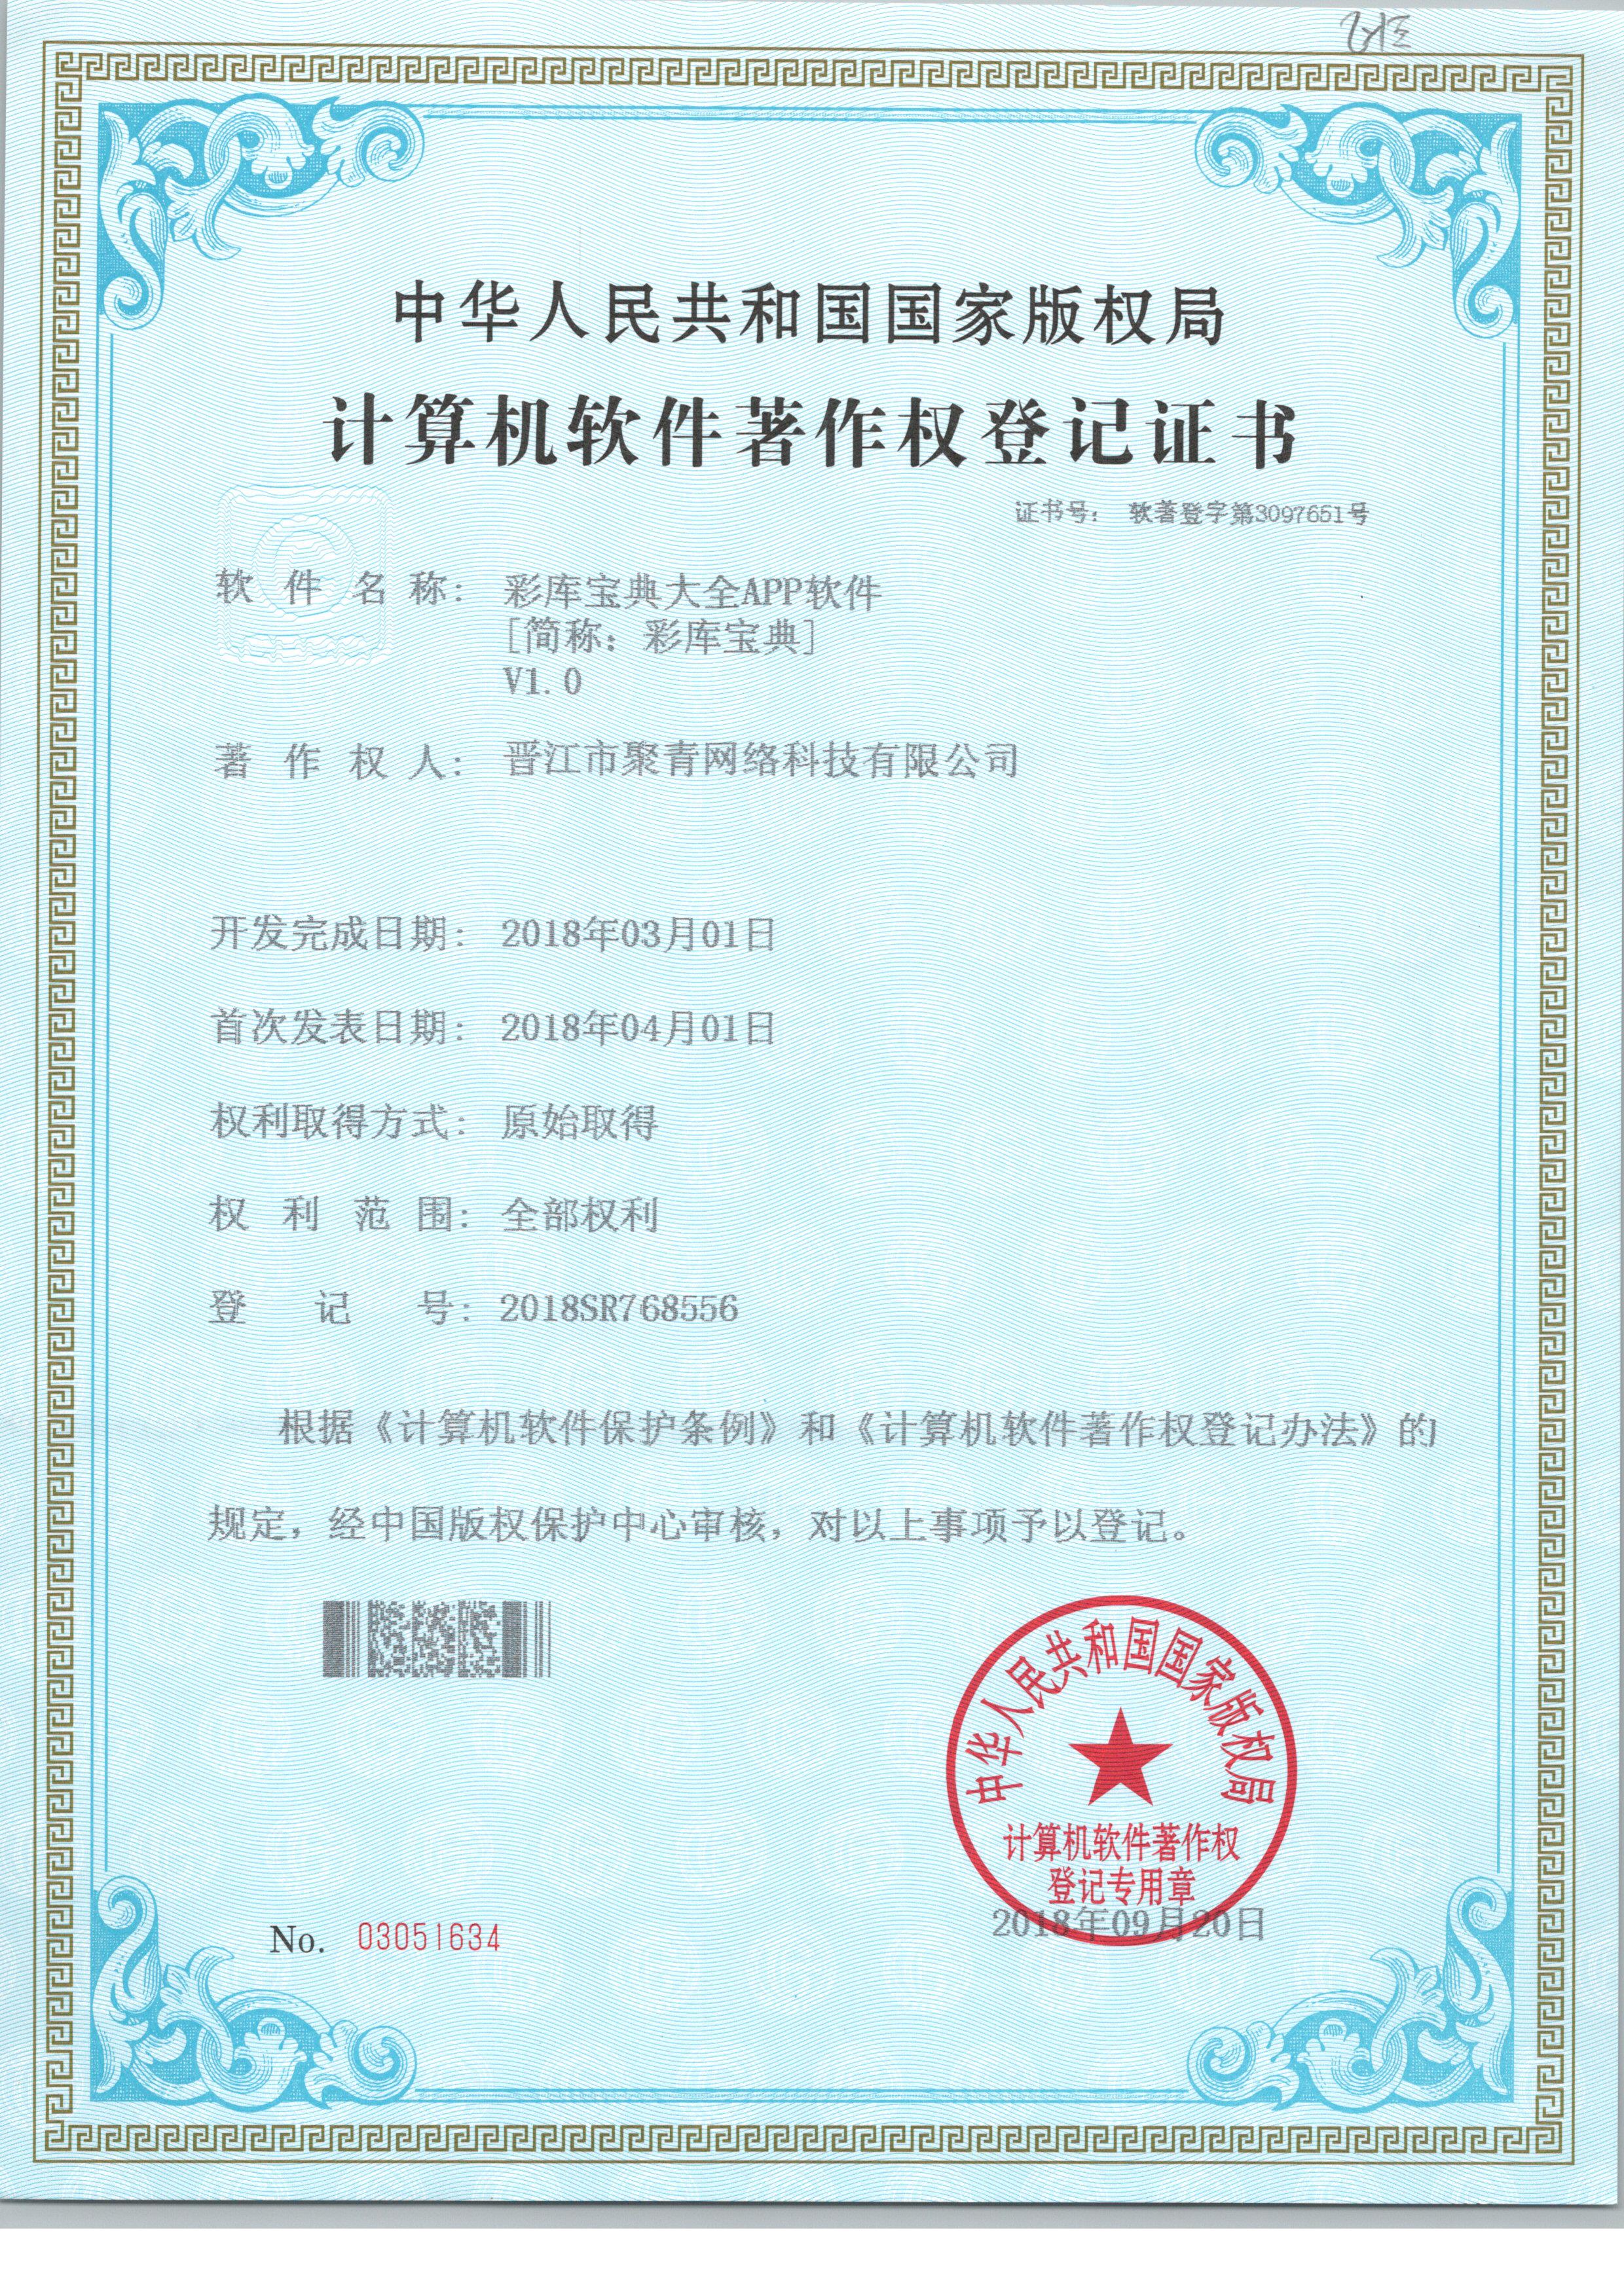 中华人民共和国国家版权局
计算机软件著作权登记证书
证书号： 软著登字第3097651号
软件名称： 彩库宝典大全APP软件
[简称：彩库宝典]
V1.0
著作权人： 晋江市聚青网络科技有限公司
开发完成日期： 2018年03月01日
首次发表日期： 2018年04月01日
权利取得方式： 原始取得
权利范围： 全部权利
登记号： 2018SR768556
根据《计算机软件保护条例》和《计算机软件著作权登记办法》的
规定，经中国版权保护中心审核，对以上事项予以登记。
中华人民共和国国家版权局
计算机软件著作权
登记专用章
2018年09月20日
No. 03051634